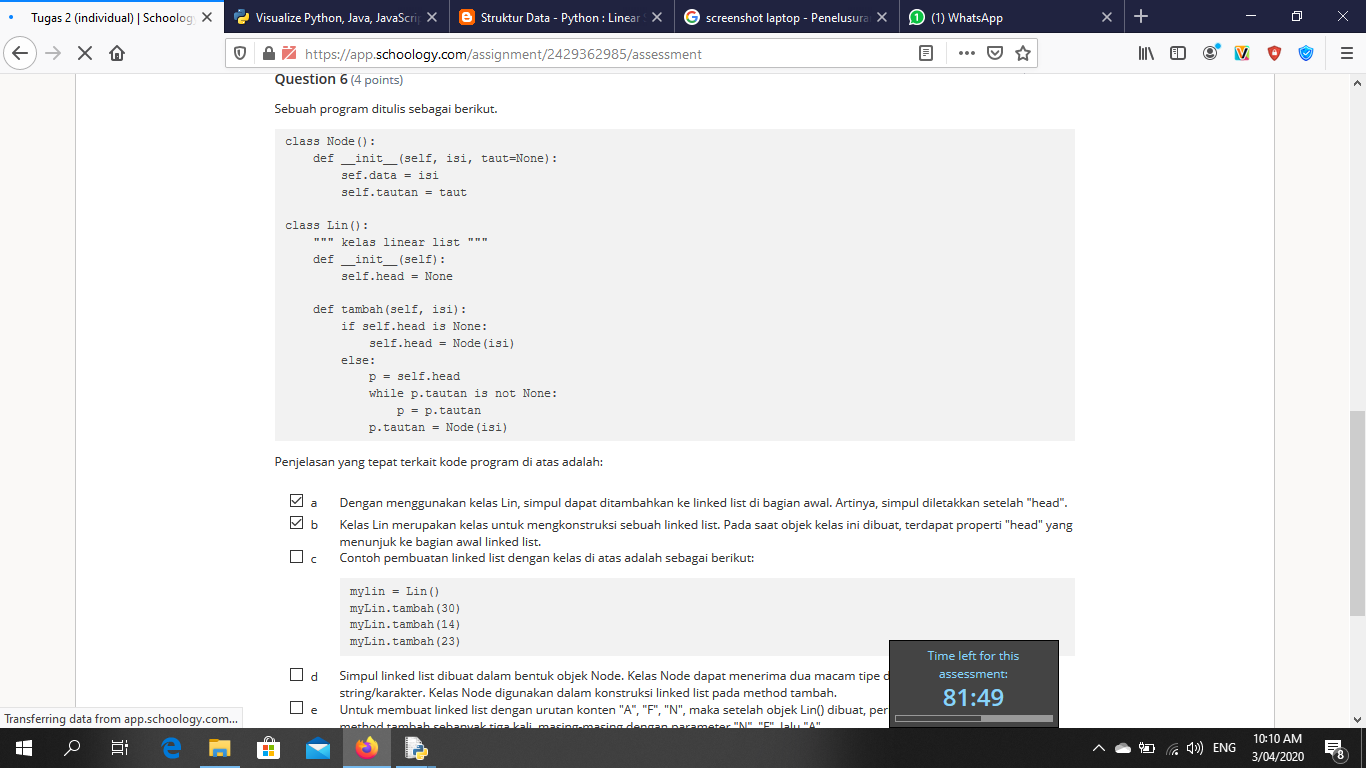 Tugas 2 (individual) | Schoolog
Visualize Python, Java, JavaScri
Struktur Data - Python : Linear
screenshot laptop - Penelusura
(1) WhatsApp
https://app.schoology.com/assignment/2429362985/assessment
Question 6 (4 points)
Sebuah program ditulis sebagai berikut.
class Node():
def __init__(self, isi, taut=None):
sef.data = isi
self.tautan = taut
class Lin():
""" kelas linear list """
def __init__(self):
self.head = None
def tambah(self, isi):
if self.head is None:
self.head = Node(isi)
else:
p = self.head
while p.tautan is not None:
p = p.tautan
p.tautan = Node(isi)
Penjelasan yang tepat terkait kode program di atas adalah:
a Dengan menggunakan kelas Lin, simpul dapat ditambahkan ke linked list di bagian awal. Artinya, simpul diletakkan setelah "head".
b Kelas Lin merupakan kelas untuk mengkonstruksi sebuah linked list. Pada saat objek kelas ini dibuat, terdapat properti "head" yang
menunjuk ke bagian awal linked list.
c Contoh pembuatan linked list dengan kelas di atas adalah sebagai berikut:
mylin = Lin()
myLin.tambah(30)
myLin.tambah(14)
myLin.tambah(23)
d Simpul linked list dibuat dalam bentuk objek Node. Kelas Node dapat menerima dua macam tipe d
string/karakter. Kelas Node digunakan dalam konstruksi linked list pada method tambah.
e Untuk membuat linked list dengan urutan konten "A", "F", "N", maka setelah objek Lin() dibuat, per
method tambah sebanyak tiga kali, masing-masing dengan parameter "N", "F", lalu "A".
Time left for this
assessment:
81:49
Transferring data from app.schoology.com...
ENG
10:10 AM
3/04/2020
8